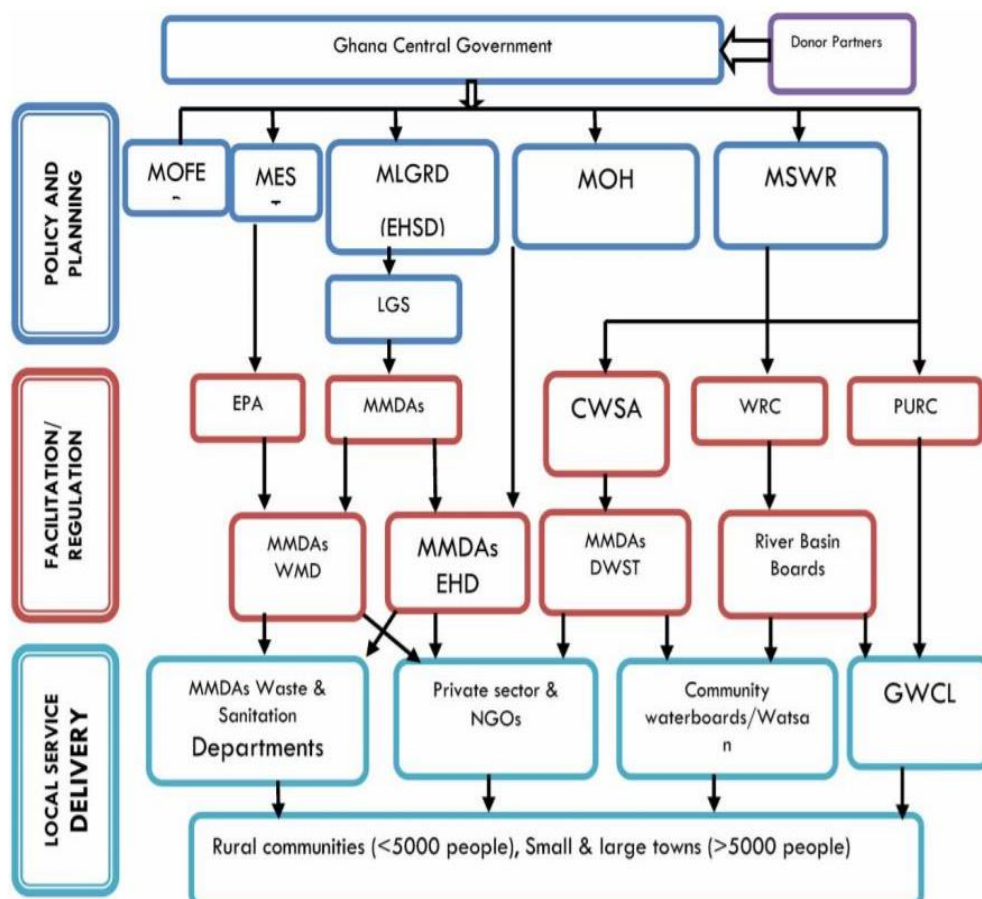 Ghana Central Government
Donor Partners
POLICY AND
PLANNING
MOFE
MES
MLGRD
(EHSD)
MOH
MSWR
LGS
FACILITATION/
REGULATION
EPA
MMDAs
CWSA
WRC
PURC
MMDAs
WMD
MMDAs
EHD
MMDAs
DWST
River Basin
Boards
LOCAL SERVICE
DELIVERY
MMDAs Waste &
Sanitation
Departments
Private sector &
NGOs
Community
waterboards/Watsa
n
GWCL
Rural communities (<5000 people), Small & large towns (>5000 people)